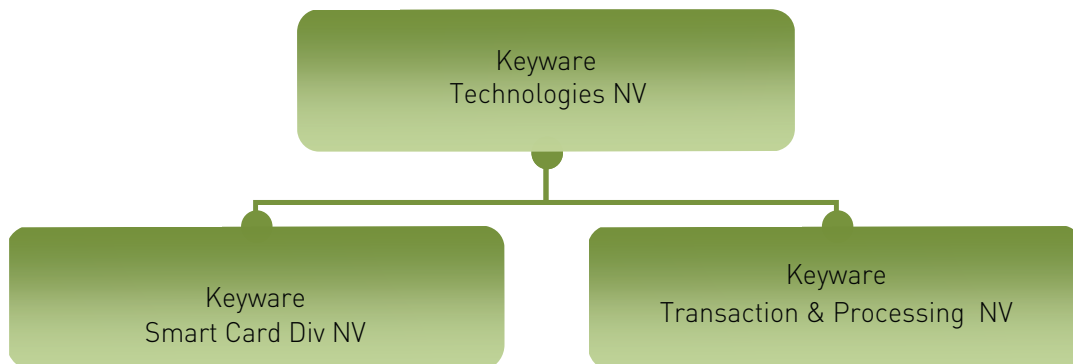 Keyware
Technologies NV
Keyware
Smart Card Div NV
Keyware
Transaction & Processing  NV